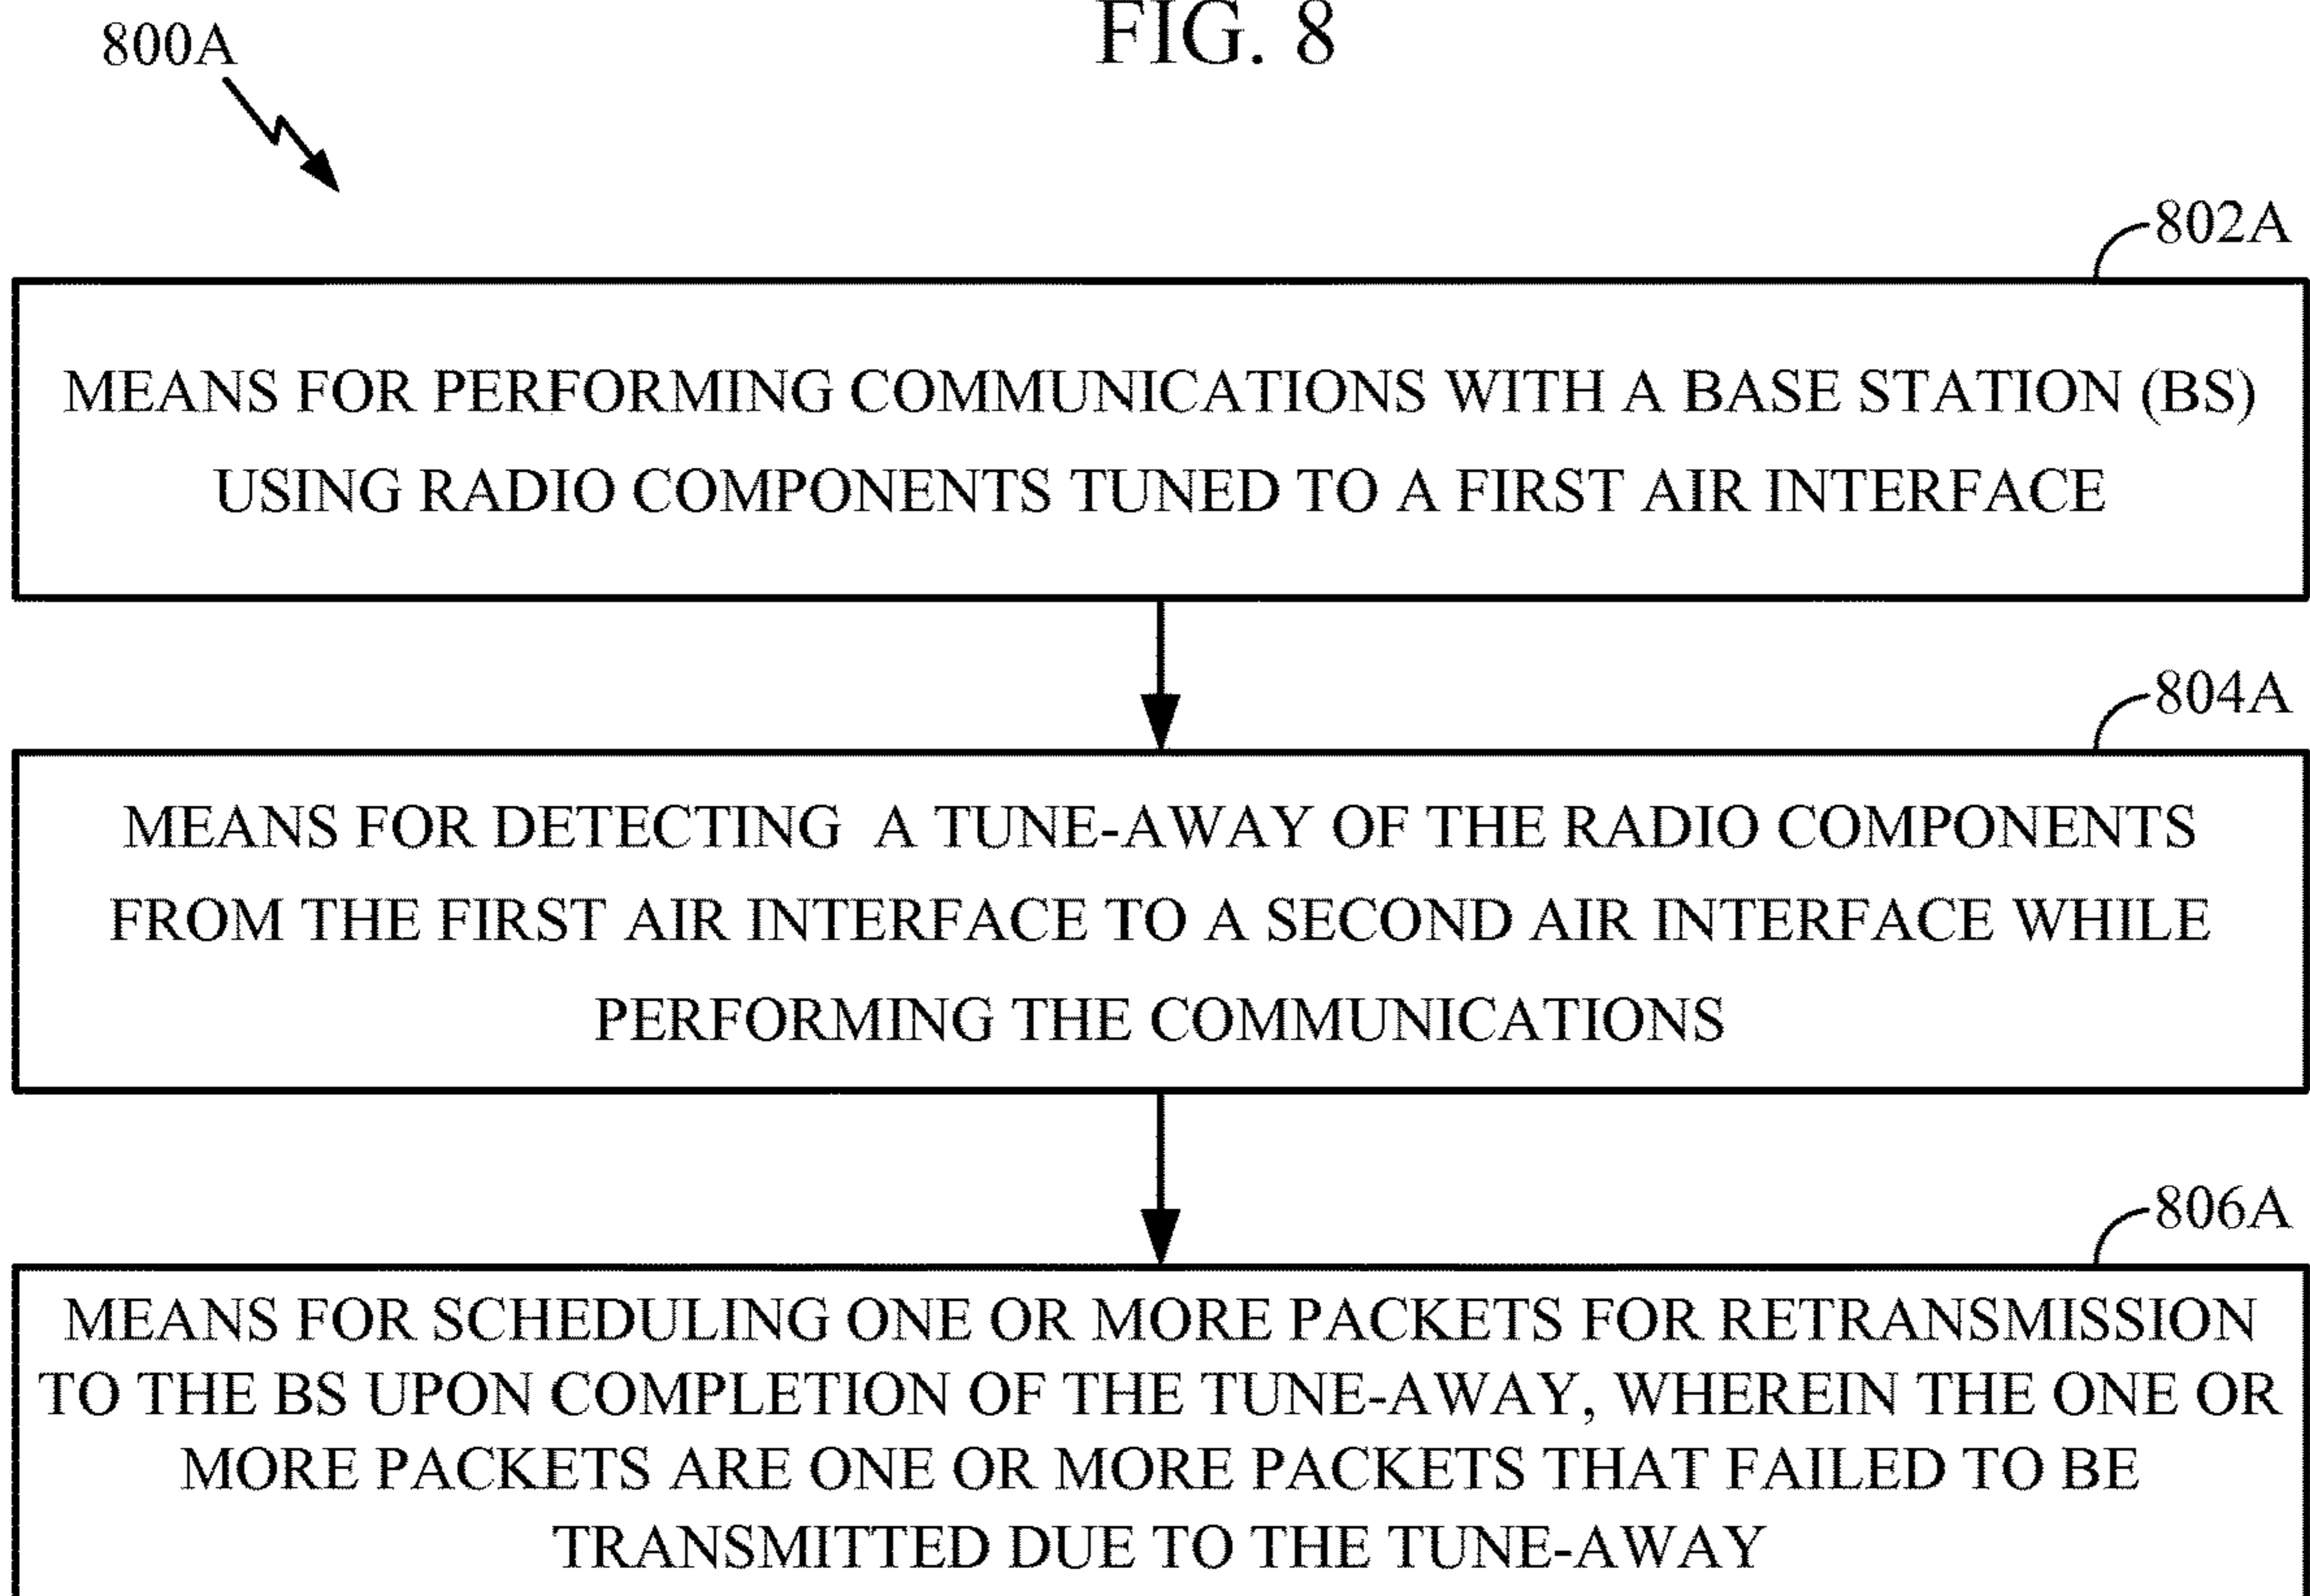 FIG. 8
800A
802A
MEANS FOR PERFORMING COMMUNICATIONS WITH A BASE STATION (BS)
USING RADIO COMPONENTS TUNED TO A FIRST AIR INTERFACE
804A
MEANS FOR DETECTING A TUNE-AWAY OF THE RADIO COMPONENTS
FROM THE FIRST AIR INTERFACE TO A SECOND AIR INTERFACE WHILE
PERFORMING THE COMMUNICATIONS
806A
MEANS FOR SCHEDULING ONE OR MORE PACKETS FOR RETRANSMISSION
TO THE BS UPON COMPLETION OF THE TUNE-AWAY, WHEREIN THE ONE OR
MORE PACKETS ARE ONE OR MORE PACKETS THAT FAILED TO BE
TRANSMITTED DUE TO THE TUNE-AWAY